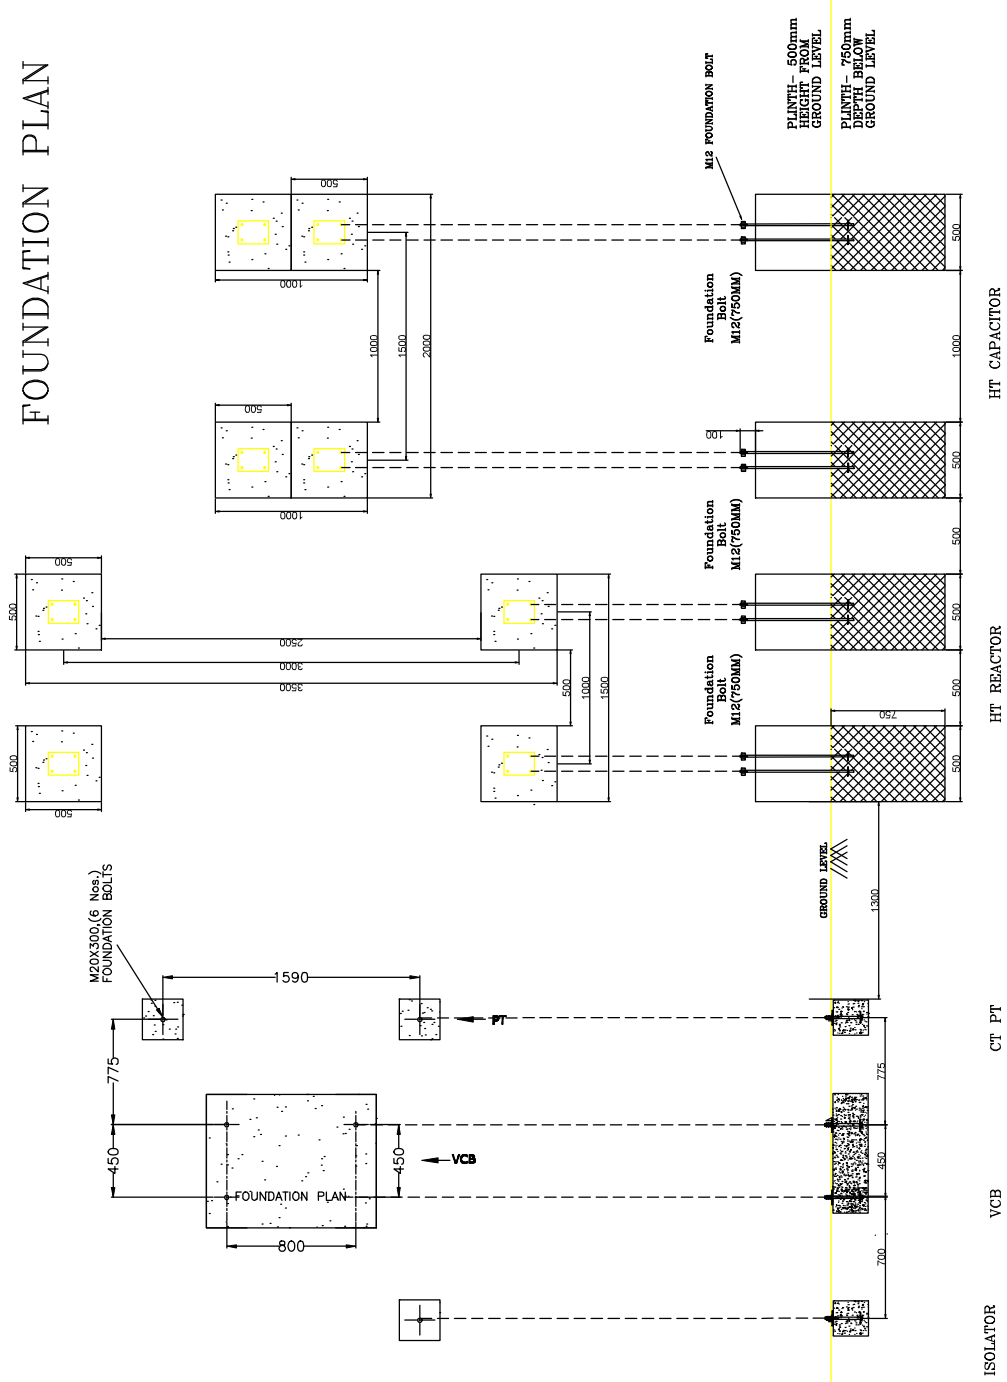 FOUNDATION PLAN
PLINTH- 500mm
HEIGHT FROM
GROUND LEVEL
PLINTH- 750mm
DEPTH BELOW
GROUND LEVEL
M12 FOUNDATION BOLT
500
1000
1000
1500
2000
500
1000
Foundation
Bolt
M12(750MM)
500
1000
HT CAPACITOR
100
500
Foundation
Bolt
M12(750MM)
500
500
500
2500
3000
3500
500
1000
1500
500
500
Foundation
Bolt
M12(750MM)
500
500
HT REACTOR
750
500
M20X300,(6 Nos.)
FOUNDATION BOLTS
GROUND LEVEL
1300
1590
PT
775
775
CT PT
450
450
VCB
FOUNDATION PLAN
800
450
VCB
700
ISOLATOR